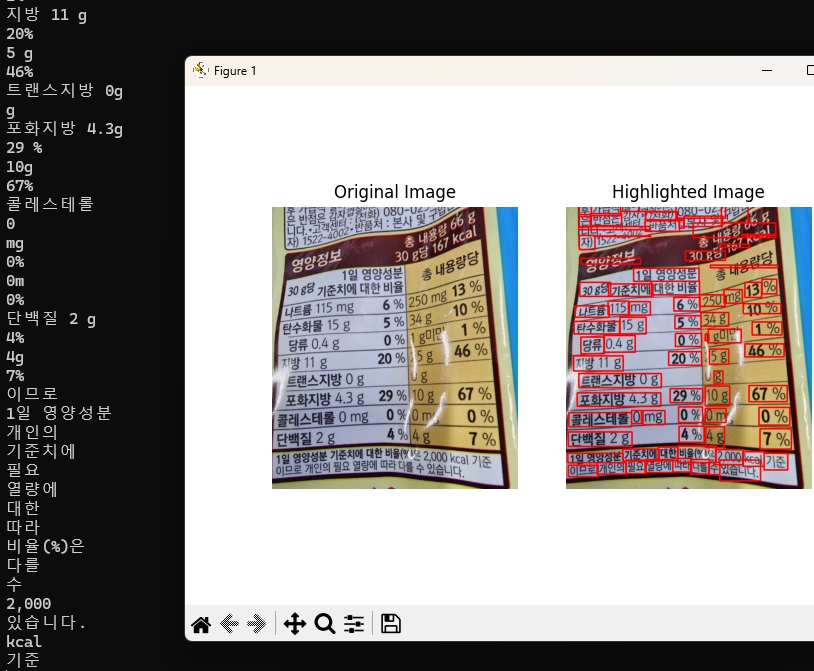 지방 11 g
20%
5 g
46%
트랜스지방 0g
g
포화지방 4.3g
29 %
10g
67%
콜레스테롤
0
mg
0%
0m
0%
단백질 2 g
4%
4g
7%
이므로
1일 영양성분
개인의
기준치에
필요
열량에
대한
따라
비율(%)은
다를
수
2,000
있습니다.
kcal
기준
Figure 1
Original Image
자) 1522-4002
총 내용량 66 g
영양정보 30 g당 167 kcal
30 g당 1일 영양성분 기준치에 대한 비율 총 내용량당
나트륨 115 mg 6 % 250 mg 13 %
탄수화물 15 g 5 % 34 g 10 %
당류 0.4 g 0 % 1 g미만 1 %
지방 11 g 20 % 25 g 46 %
트랜스지방 0 g 0 g
포화지방 4.3 g 29 % 10 g 67 %
콜레스테롤 0 mg 0 % 0 mg 0 %
단백질 2 g 4 % 4 g 7 %
1일 영양성분 기준치에 대한 비율(%)은 2,000 kcal 기준
이므로 개인의 필요 열량에 따라 다를 수 있습니다.
Highlighted Image
영양정보 30 g당
30 g당 1일 영양성분 기준치에 대한 비율 총 내용량당
나트륨 115 mg 6 % 250 mg 13 %
탄수화물 15 g 5 % 34 g 10 %
당류 0.4 g 0 % g미만 1 %
지방 11 g 20 % 5 g 46 %
트랜스지방 0 g 0 g
포화지방 4.3 g 29 % 10 g 67 %
콜레스테롤 0 mg 0 % 0 m 0 %
단백질 2 g 4 % 4 g 7 %
1일 영양성분 기준치에 대한 비율(%)은 2,000 kcal 기준
이므로 개인의 필요 열량에 따라 다를 수 있습니다.